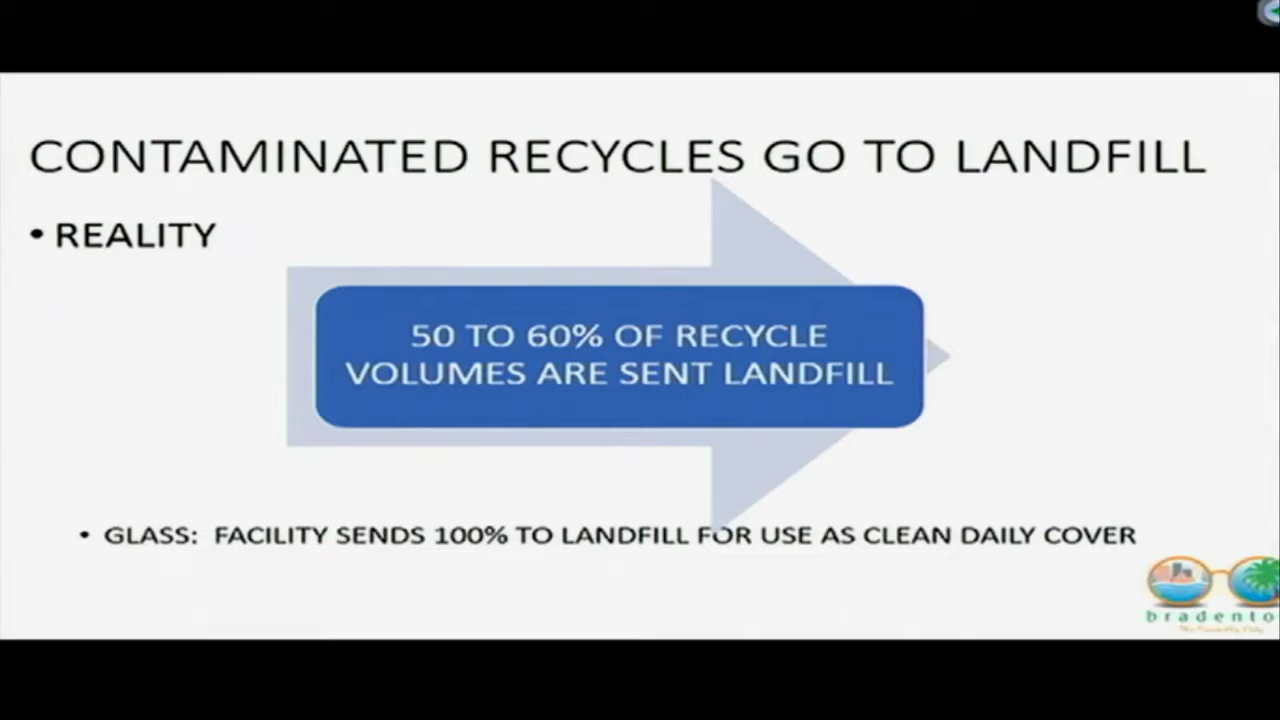 CONTAMINATED RECYCLES GO TO LANDFILL
• REALITY
50 TO 60% OF RECYCLE
VOLUMES ARE SENT LANDFILL
• GLASS: FACILITY SENDS 100% TO LANDFILL FOR USE AS CLEAN DAILY COVER
bradento